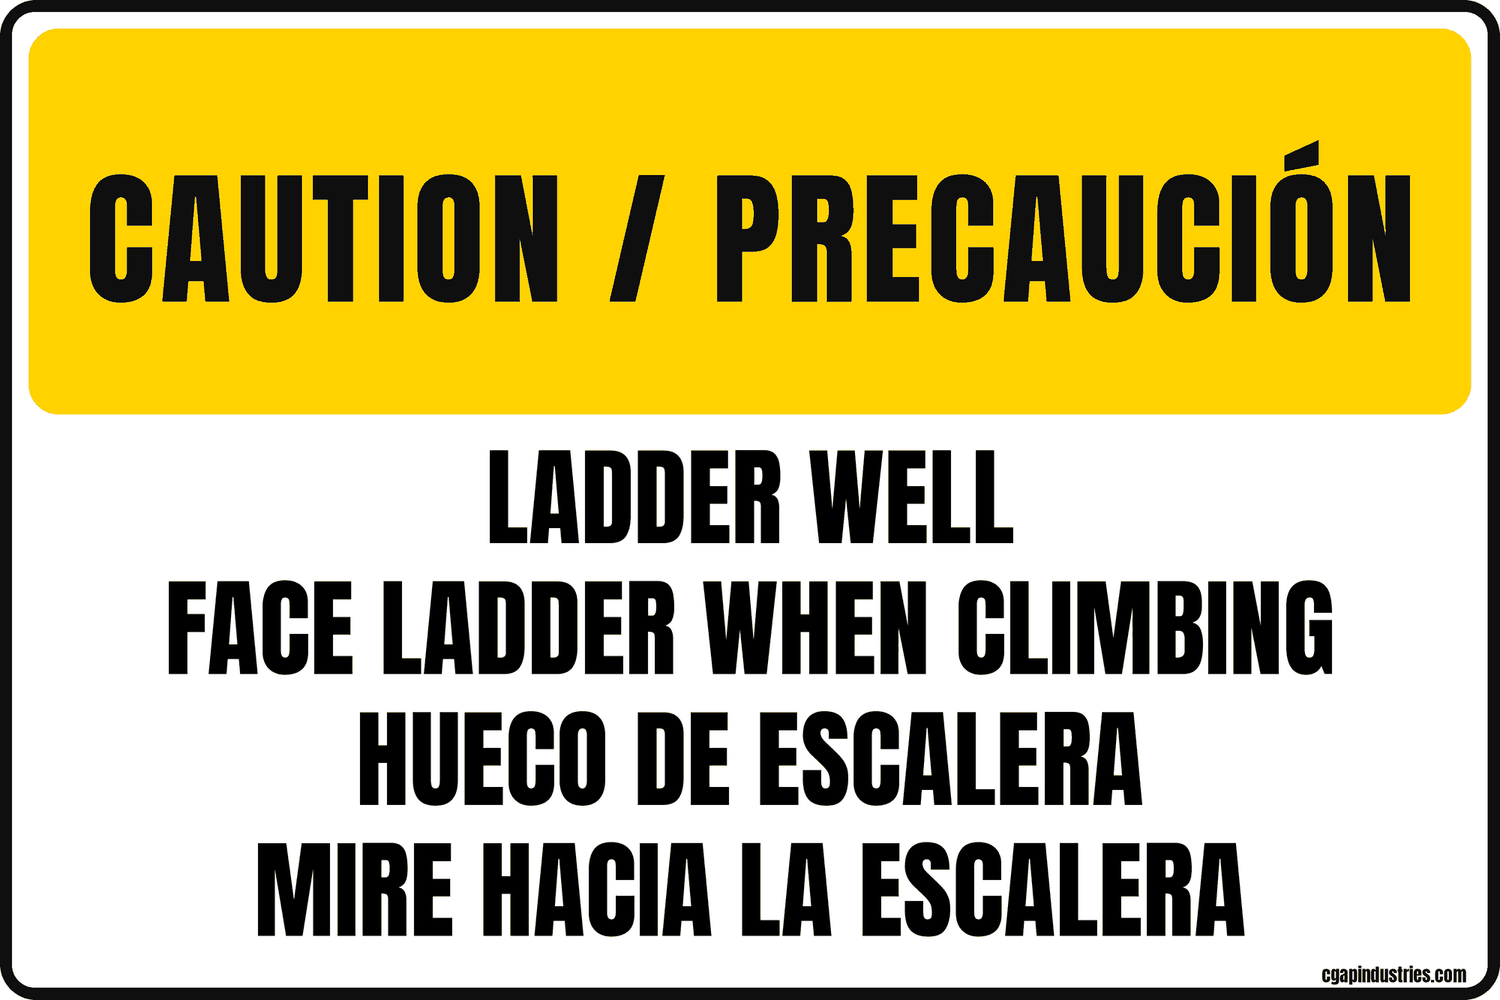 CAUTION / PRECAUCIÓN
LADDER WELL
FACE LADDER WHEN CLIMBING
HUECO DE ESCALERA
MIRE HACIA LA ESCALERA
cgapindustries.com